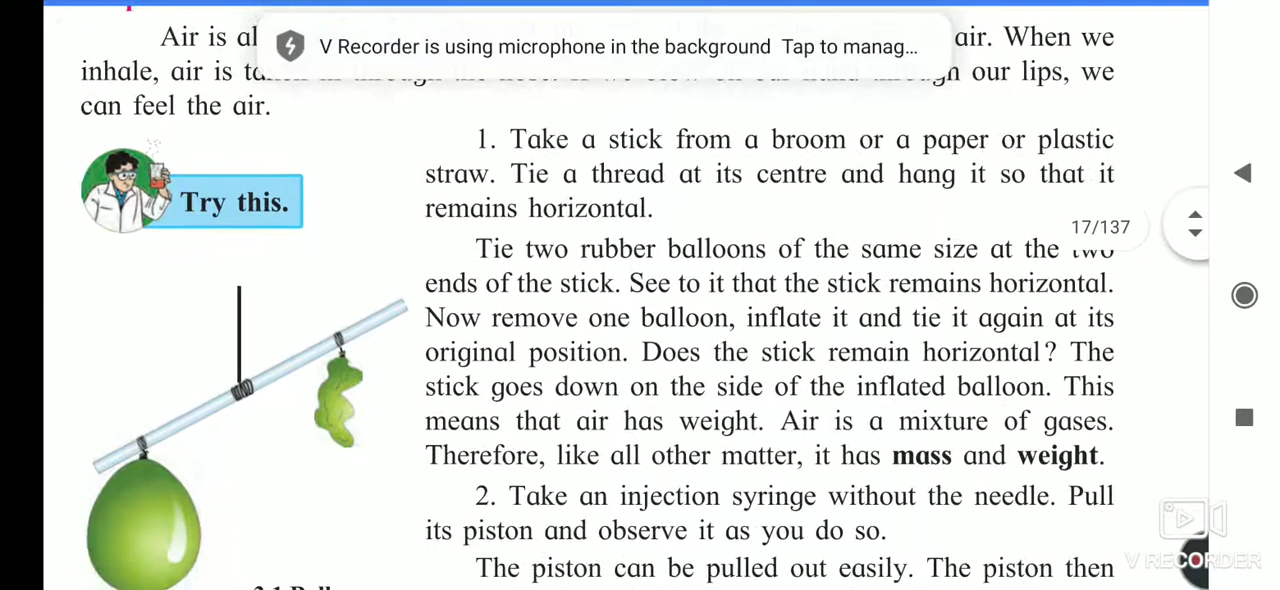 Air is al
V Recorder is using microphone in the background Tap to manag...
air. When we
inhale, air is
our lips, we
can feel the air.
Try this.
1. Take a stick from a broom or a paper or plastic
straw. Tie a thread at its centre and hang it so that it
remains horizontal.
17/137
Tie two rubber balloons of the same size at the two
ends of the stick. See to it that the stick remains horizontal.
Now remove one balloon, inflate it and tie it again at its
original position. Does the stick remain horizontal? The
stick goes down on the side of the inflated balloon. This
means that air has weight. Air is a mixture of gases.
Therefore, like all other matter, it has mass and weight.
2. Take an injection syringe without the needle. Pull
its piston and observe it as you do so.
The piston can be pulled out easily. The piston then
V RECORDER